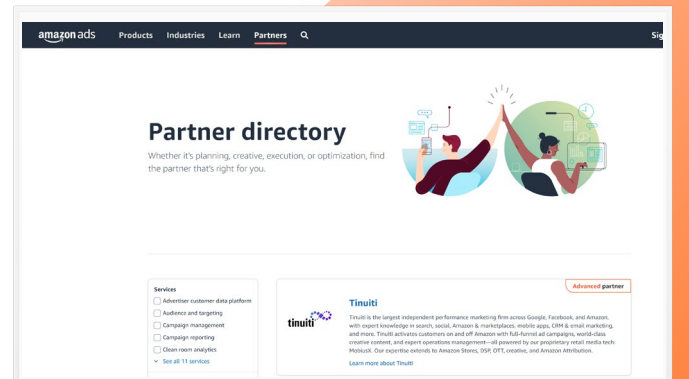 amazon ads Products Industries Learn Partners Sig
Partner directory
Whether it's planning, creative, execution, or optimization, find
the partner that's right for you.
Services
Advertiser customer data platform
Audience and targeting
Campaign management
Campaign reporting
Clean room analytics
See all 11 services
Advanced partner
tinuiti
Tinuiti
Tinuiti is the largest independent performance marketing firm across Google, Facebook, and Amazon,
with expert knowledge in search, social, Amazon & marketplaces, mobile apps, CRM & email marketing,
and more. Tinuiti activates customers on and off Amazon with full-funnel ad campaigns, world-class
creative content, and expert operations management—all powered by our proprietary retail media tech:
MobiusX. Our expertise extends to Amazon Stores, DSP, OTT, creative, and Amazon Attribution.
Learn more about Tinuiti